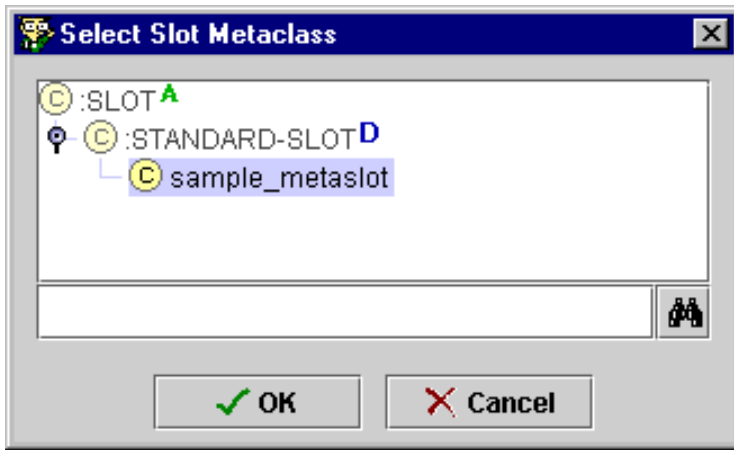 Select Slot Metaclass
C :SLOT A
C :STANDARD-SLOT D
C sample_metaslot
OK
Cancel